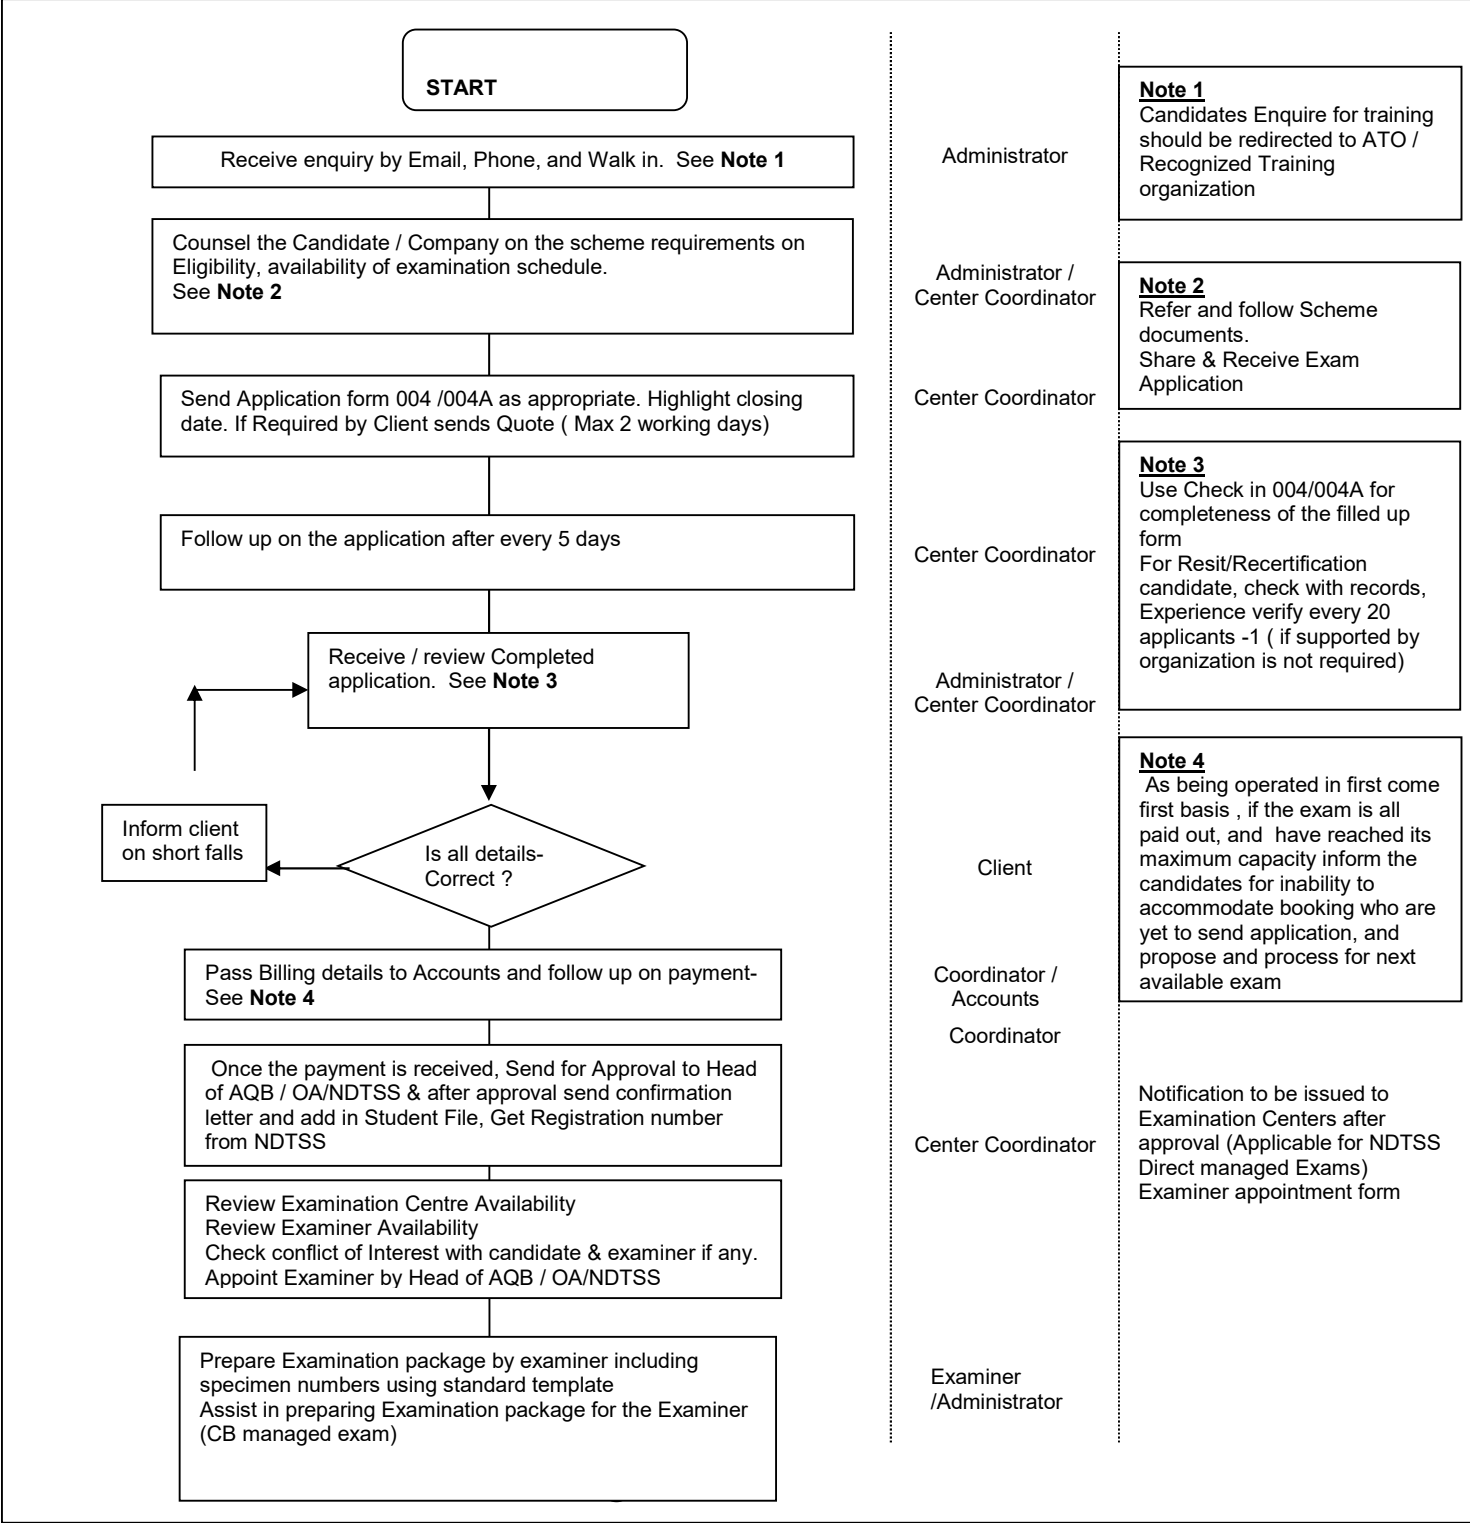 START
Receive enquiry by Email, Phone, and Walk in.  See Note 1
Counsel the Candidate / Company on the scheme requirements on
Eligibility, availability of examination schedule.
See Note 2
Send Application form 004 /004A as appropriate. Highlight closing
date. If Required by Client sends Quote ( Max 2 working days)
Follow up on the application after every 5 days
Receive / review Completed
application.  See Note 3
Inform client
on short falls
Is all details-
Correct ?
Pass Billing details to Accounts and follow up on payment-
See Note 4
Once the payment is received, Send for Approval to Head
of AQB / OA/NDTSS & after approval send confirmation
letter and add in Student File, Get Registration number
from NDTSS
Review Examination Centre Availability
Review Examiner Availability
Check conflict of Interest with candidate & examiner if any.
Appoint Examiner by Head of AQB / OA/NDTSS
Prepare Examination package by examiner including
specimen numbers using standard template
Assist in preparing Examination package for the Examiner
(CB managed exam)
Administrator
Administrator /
Center Coordinator
Center Coordinator
Center Coordinator
Administrator /
Center Coordinator
Client
Coordinator /
Accounts
Coordinator
Center Coordinator
Examiner
/Administrator
Note 1
Candidates Enquire for training
should be redirected to ATO /
Recognized Training
organization
Note 2
Refer and follow Scheme
documents.
Share & Receive Exam
Application
Note 3
Use Check in 004/004A for
completeness of the filled up
form
For Resit/Recertification
candidate, check with records,
Experience verify every 20
applicants -1 ( if supported by
organization is not required)
Note 4
As being operated in first come
first basis , if the exam is all
paid out, and  have reached its
maximum capacity inform the
candidates for inability to
accommodate booking who are
yet to send application, and
propose and process for next
available exam
Notification to be issued to
Examination Centers after
approval (Applicable for NDTSS
Direct managed Exams)
Examiner appointment form